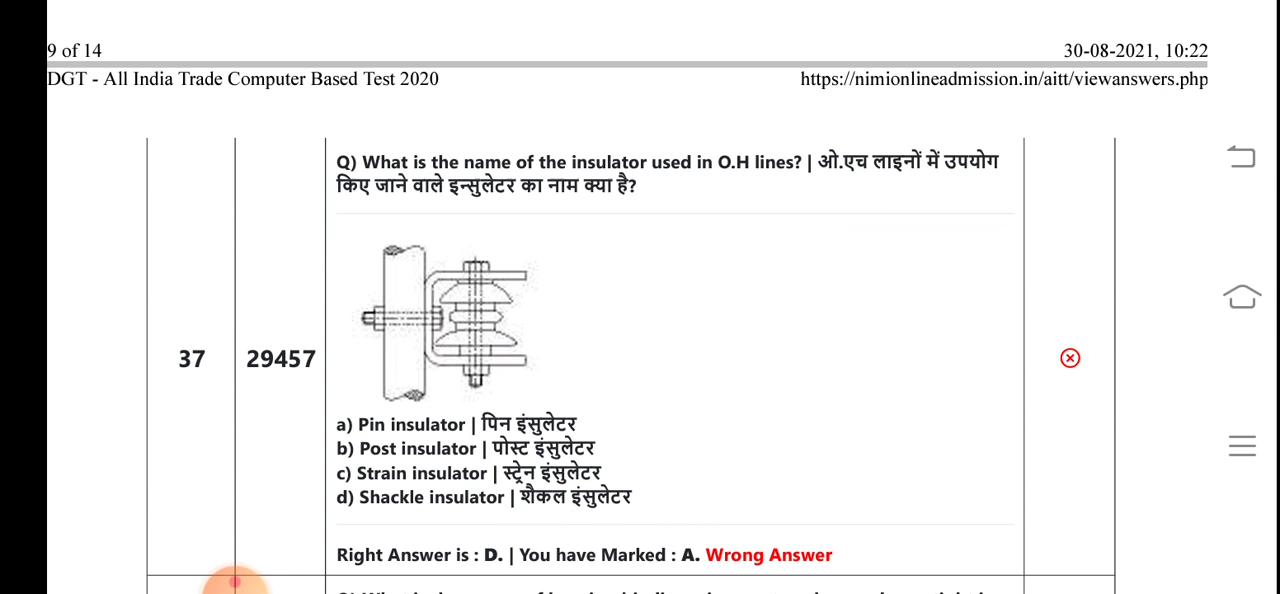 9 of 14
30-08-2021, 10:22
DGT - All India Trade Computer Based Test 2020
https://nimionlineadmission.in/aitt/viewanswers.php
Q) What is the name of the insulator used in O.H lines? | ओ.एच लाइनों में उपयोग
किए जाने वाले इन्सुलेटर का नाम क्या है?
37
29457
a) Pin insulator | पिन इंसुलेटर
b) Post insulator | पोस्ट इंसुलेटर
c) Strain insulator | स्ट्रेन इंसुलेटर
d) Shackle insulator | शैकल इंसुलेटर
Right Answer is : D. | You have Marked : A. Wrong Answer